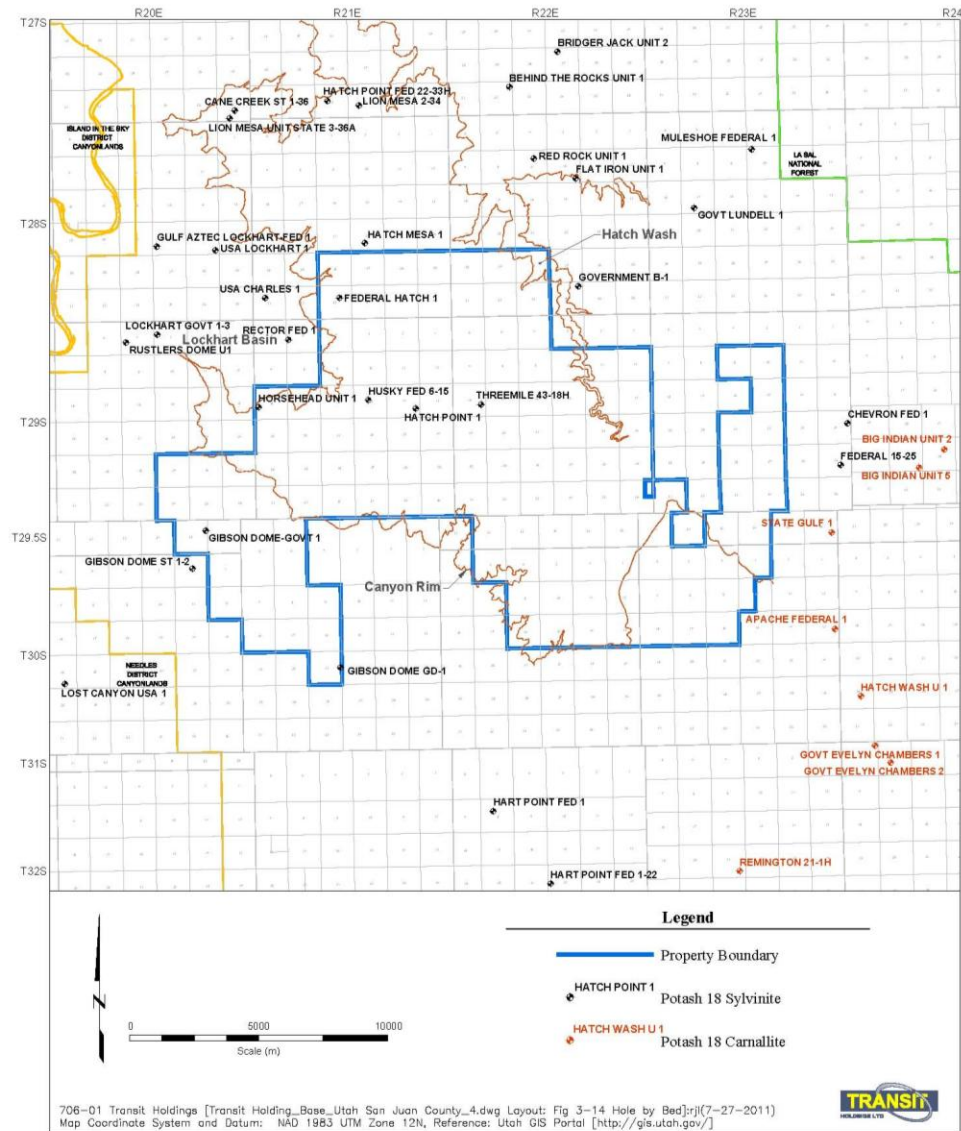 R20E R21E R22E R23E R24
T27S
BRIDGER JACK UNIT 2
BEHIND THE ROCKS UNIT 1
HATCH POINT FED 22-33H
CANE CREEK ST 1-36
LION MESA 2-34
LION MESA UNIT STATE 3-36A
ISLAND IN THE SKY
DISTRICT
CANYONLANDS
MULESHOE FEDERAL 1
RED ROCK UNIT 1
LA SAL
NATIONAL
FOREST
FLAT IRON UNIT 1
GOVT LUNDELL 1
T28S
GULF AZTEC LOCKHART-FED 1
HATCH MESA 1
Hatch Wash
USA LOCKHART 1
GOVERNMENT B-1
USA CHARLES 1
FEDERAL HATCH 1
LOCKHART GOVT 1-3
RECTOR FED 1
Lockhart Basin
RUSTLERS DOME U1
HUSKY FED 6-15
THREEMILE 43-18H
HORSEHEAD UNIT 1
HATCH POINT 1
CHEVRON FED 1
T29S
BIG INDIAN UNIT 2
FEDERAL 15-25
BIG INDIAN UNIT 5
STATE GULF 1
T29.5S
GIBSON DOME-GOVT 1
GIBSON DOME ST 1-2
Canyon Rim
APACHE FEDERAL 1
T30S
NEEDLES
DISTRICT
CANYONLANDS
GIBSON DOME GD-1
LOST CANYON USA 1
HATCH WASH U 1
GOVT EVELYN CHAMBERS 1
T31S
GOVT EVELYN CHAMBERS 2
HART POINT FED 1
REMINGTON 21-1H
T32S
HART POINT FED 1-22
Legend
Property Boundary
HATCH POINT 1
Potash 18 Sylvinite
HATCH WASH U 1
Potash 18 Carnallite
N
0 5000 10000
Scale (m)
TRANSIT
HOLDINGS LTD
706-01 Transit Holdings [Transit Holding_Base_Utah San Juan County_4.dwg Layout: Fig 3-14 Hole by Bed]:rjl(7-27-2011)
Map Coordinate System and Datum: NAD 1983 UTM Zone 12N, Reference: Utah GIS Portal [http://gis.utah.gov/]